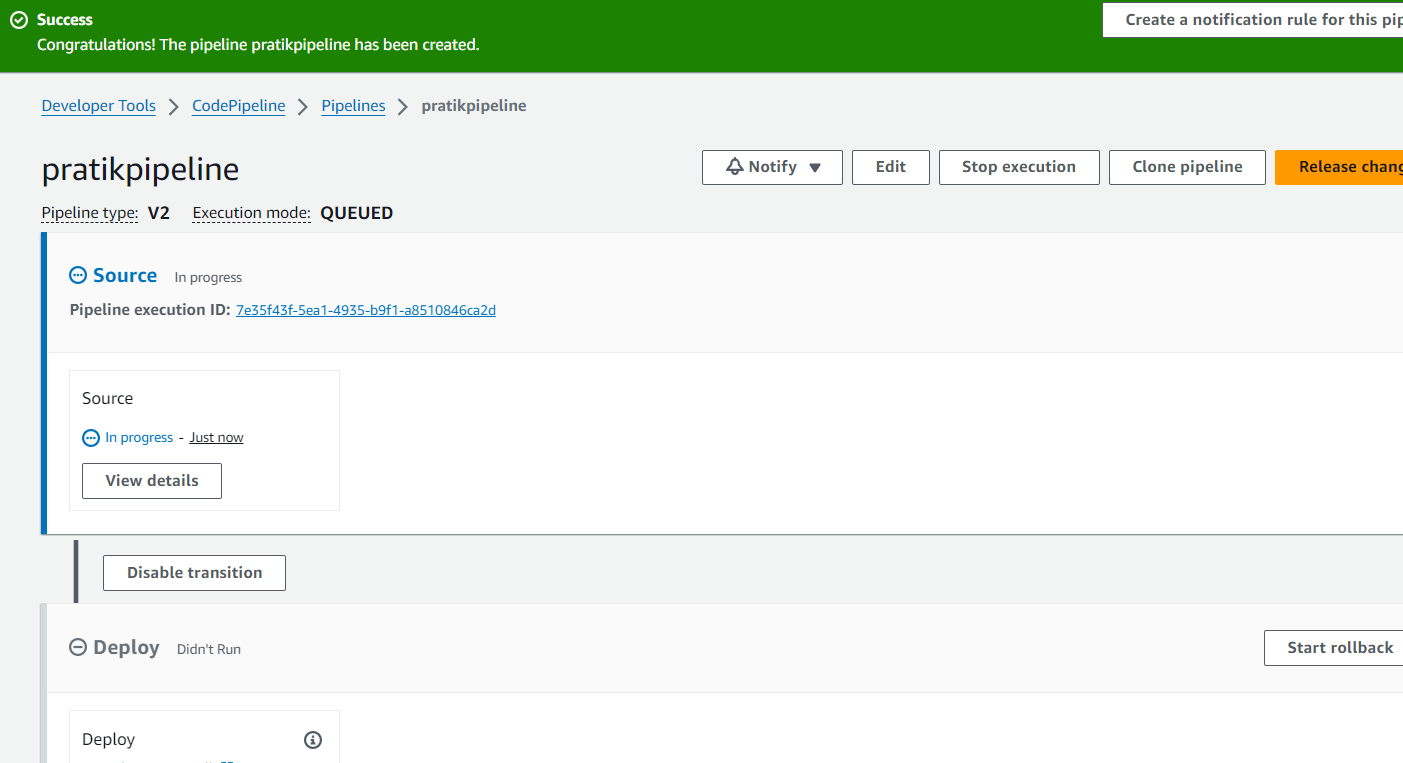 Success
Create a notification rule for this pip
Congratulations! The pipeline pratikpipeline has been created.
Developer Tools CodePipeline Pipelines pratikpipeline
pratikpipeline
Notify Edit Stop execution Clone pipeline Release chang
Pipeline type: V2 Execution mode: QUEUED
Source In progress
Pipeline execution ID: 7e35f43f-5ea1-4935-b9f1-a8510846ca2d
Source
In progress - Just now
View details
Disable transition
Deploy Didn't Run
Start rollback
Deploy